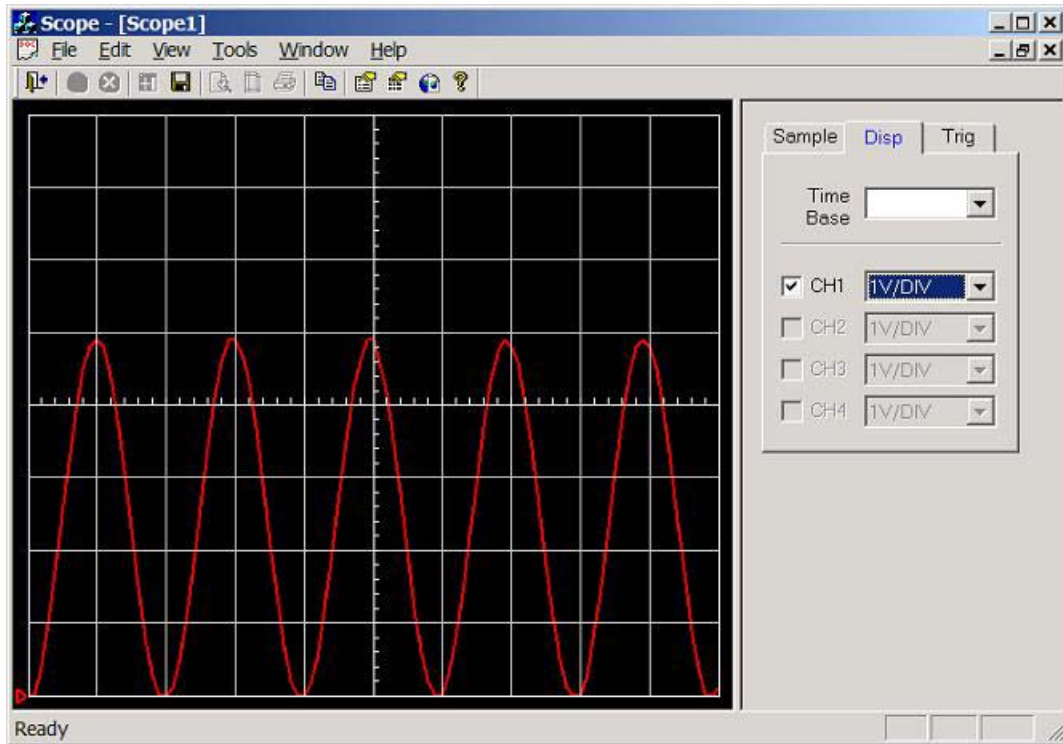 Scope - [Scope1]
File Edit View Tools Window Help
Sample Disp Trig
Time
Base
CH1 1V/DIV
CH2 1V/DIV
CH3 1V/DIV
CH4 1V/DIV
Ready